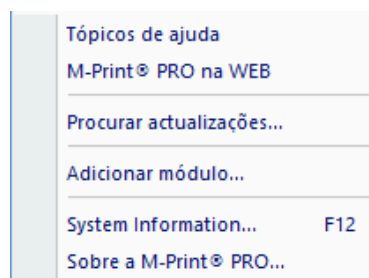 Tópicos de ajuda
M-Print® PRO na WEB
Procurar actualizações...
Adicionar módulo...
System Information... F12
Sobre a M-Print® PRO...